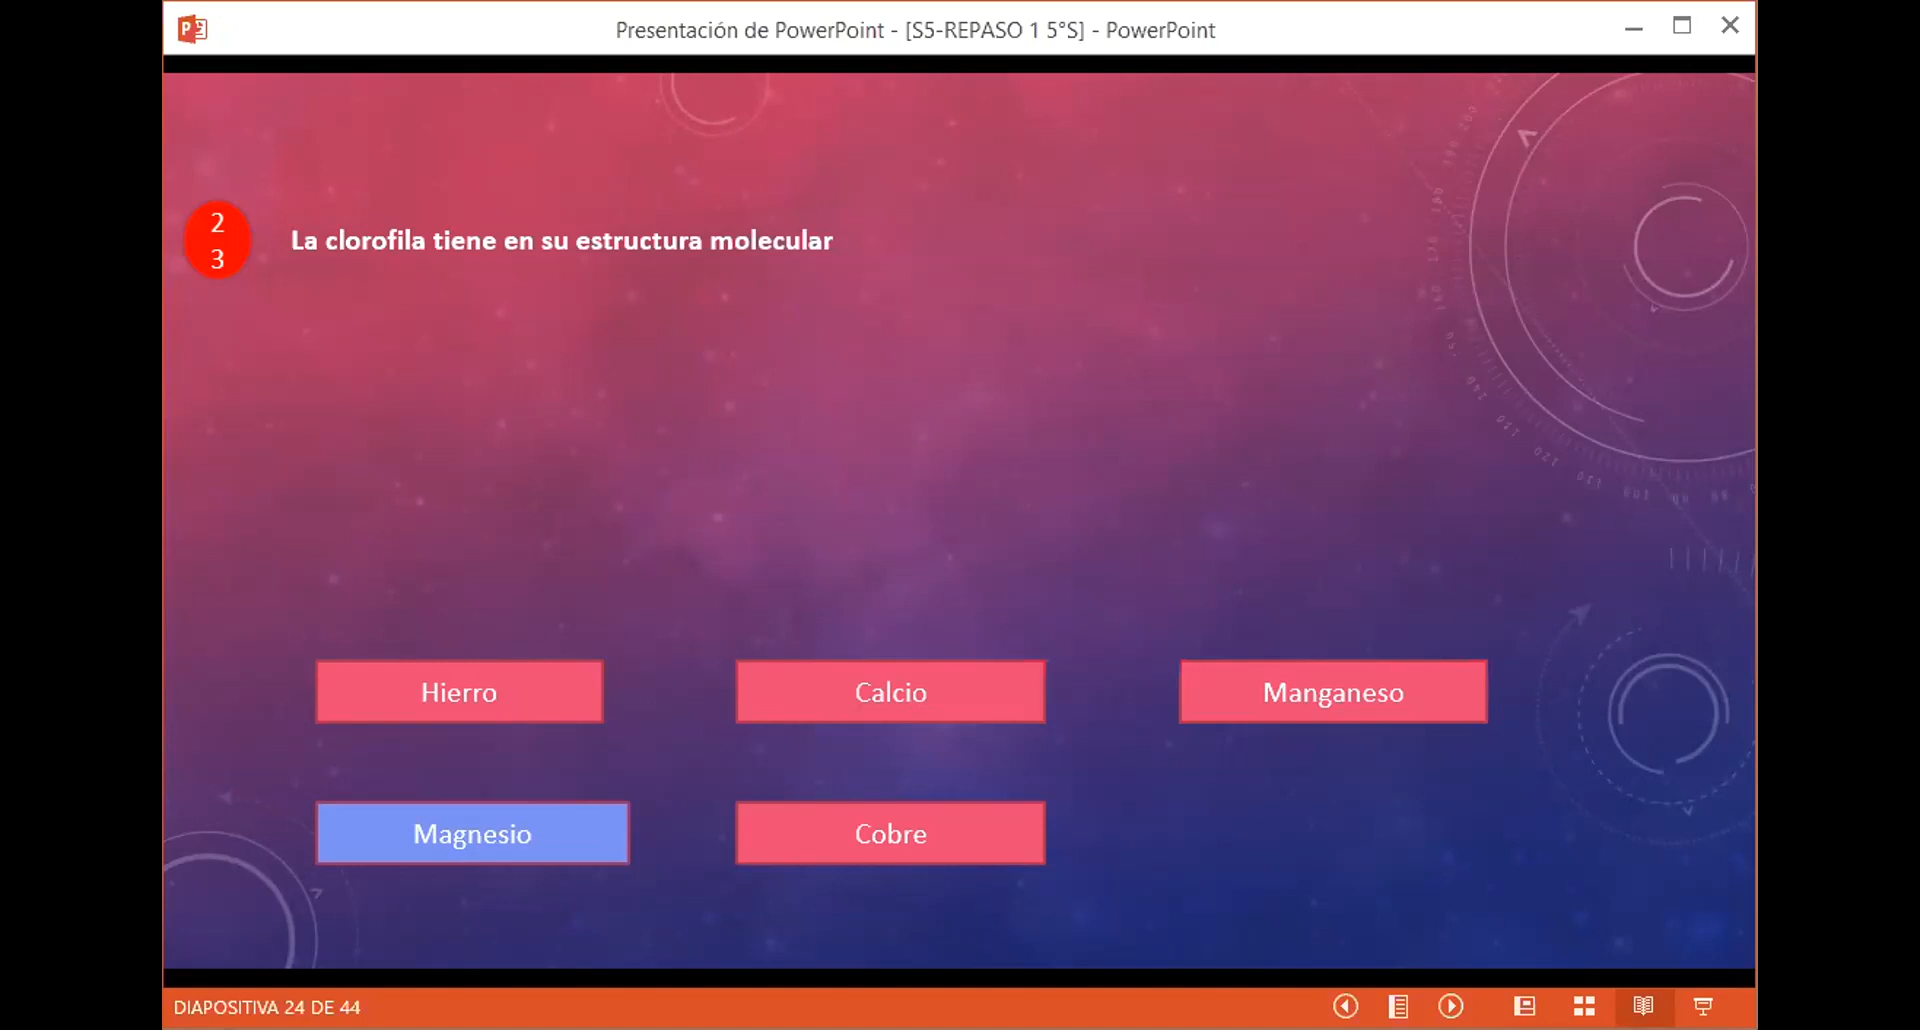 Presentación de PowerPoint - [S5-REPASO 1 5°S] - PowerPoint
2
3
La clorofila tiene en su estructura molecular
Hierro
Calcio
Manganeso
Magnesio
Cobre
DIAPOSITIVA 24 DE 44